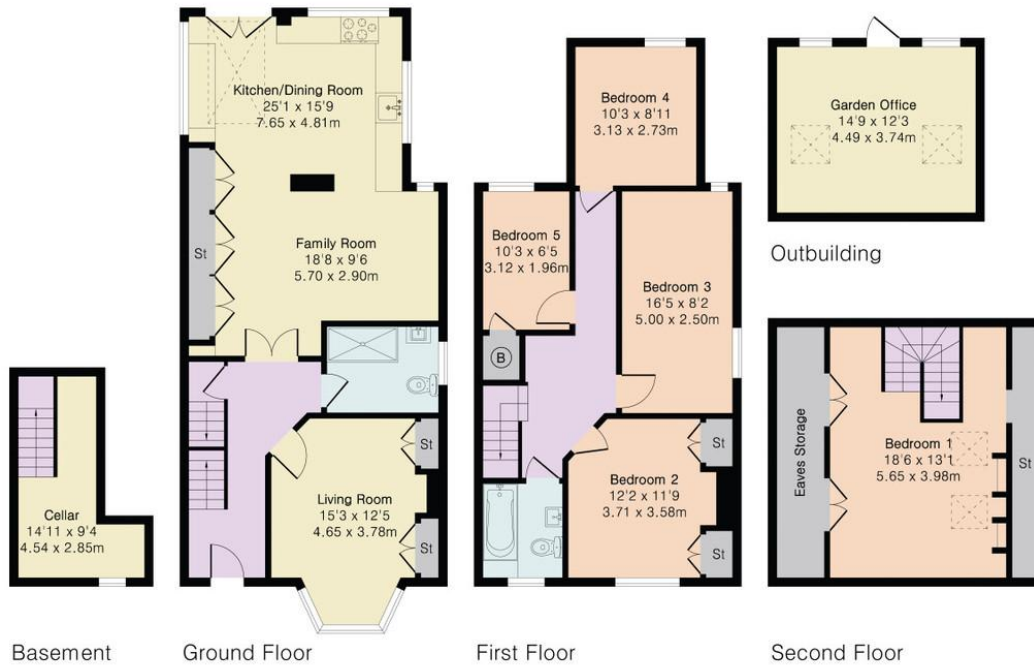 Kitchen/Dining Room
25'1 x 15'9
7.65 x 4.81m
St
Family Room
18'8 x 9'6
5.70 x 2.90m
Cellar
14'11 x 9'4
4.54 x 2.85m
Living Room
15'3 x 12'5
4.65 x 3.78m
St
St
Bedroom 4
10'3 x 8'11
3.13 x 2.73m
Bedroom 5
10'3 x 6'5
3.12 x 1.96m
B
Bedroom 3
16'5 x 8'2
5.00 x 2.50m
Bedroom 2
12'2 x 11'9
3.71 x 3.58m
St
St
Garden Office
14'9 x 12'3
4.49 x 3.74m
Outbuilding
Eaves Storage
Bedroom 1
18'6 x 13'1
5.65 x 3.98m
St
Basement
Ground Floor
First Floor
Second Floor